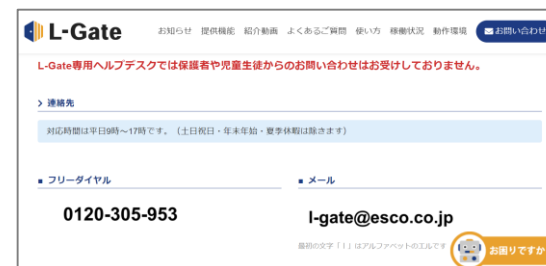 L-Gate
お知らせ 提供機能 紹介動画 よくあるご質問 使い方 稼働状況 動作環境 お問い合わせ
L-Gate専用ヘルプデスクでは保護者や児童生徒からのお問い合わせはお受けしておりません。
連絡先
対応時間は平日9時~17時です。（土日祝日・年末年始・夏季休暇は除きます）
フリーダイヤル
メール
0120-305-953
l-gate@esco.co.jp
最初の文字「l」はアルファベットのエルです
お困りですか